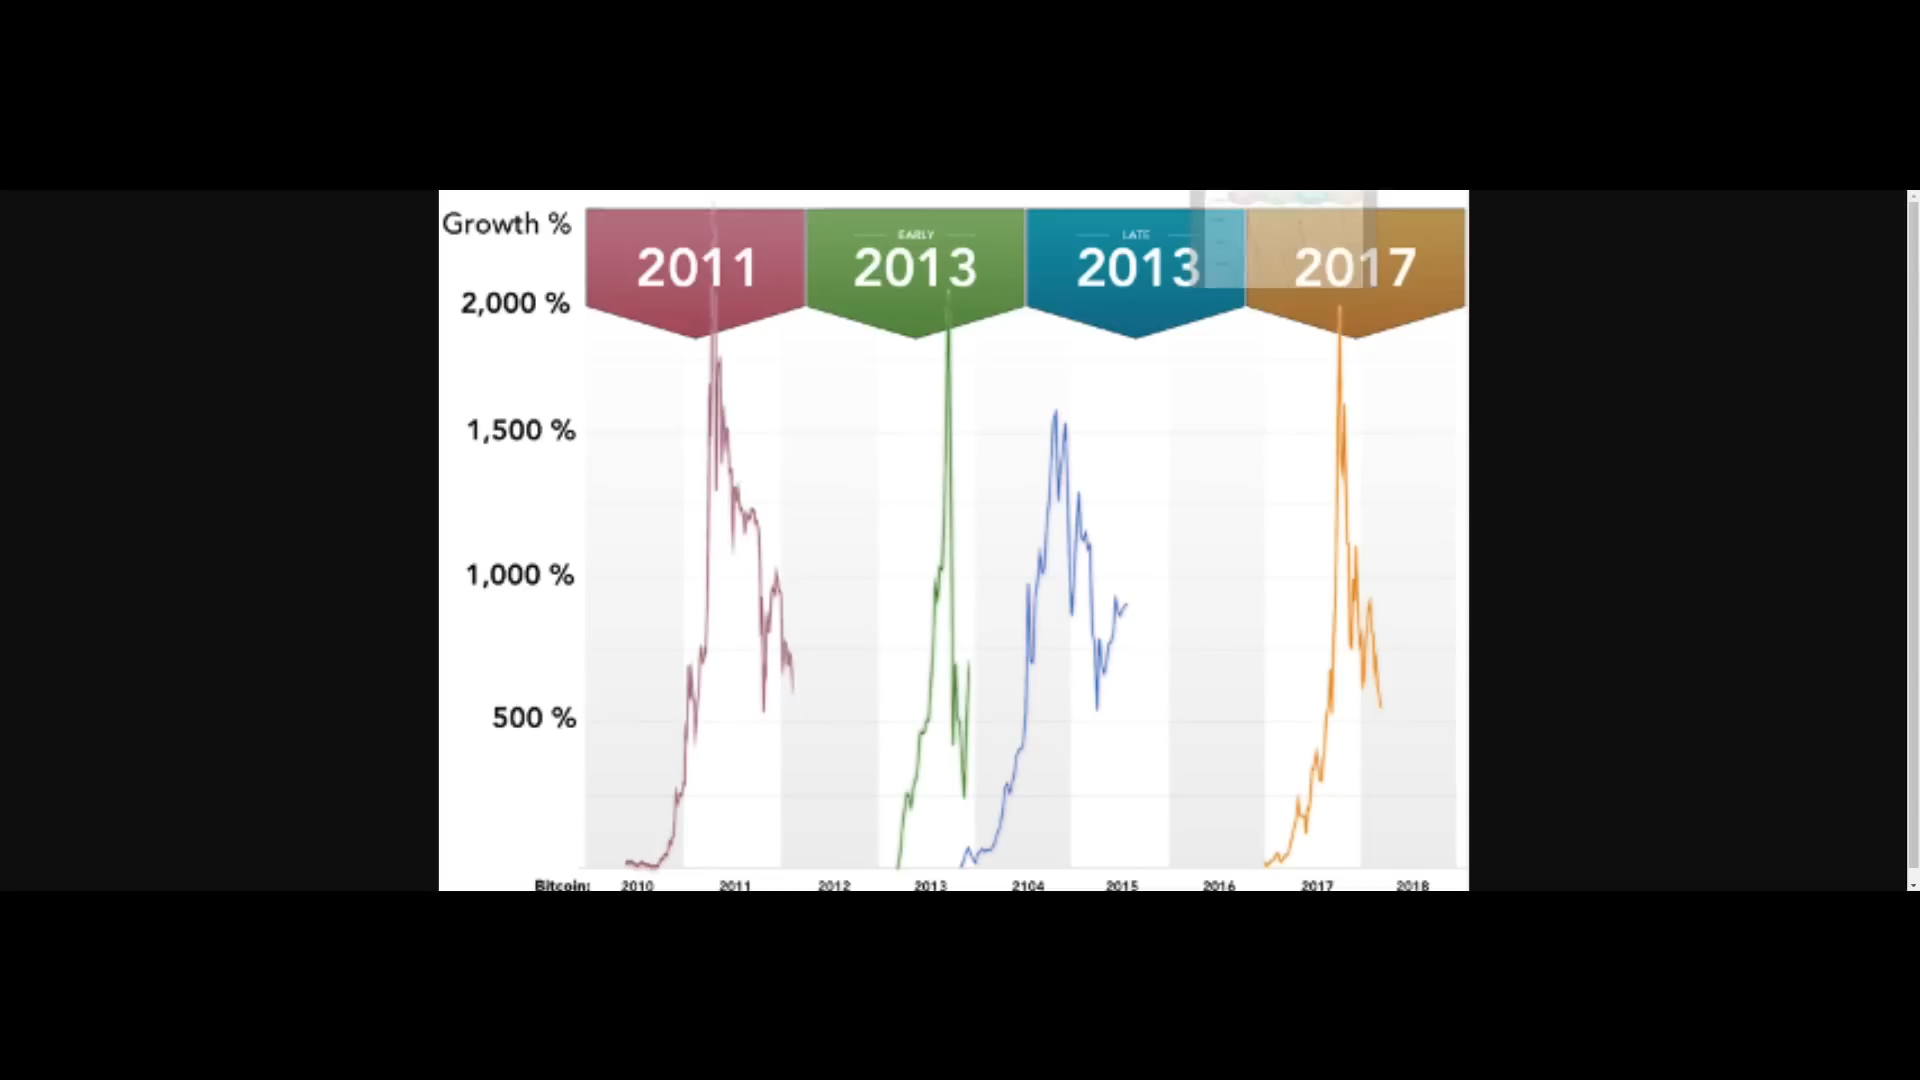 Growth %
2011
EARLY
2013
LATE
2013
2017
2,000 %
1,500 %
1,000 %
500 %
Bitcoin: 2010 2011 2012 2013 2104 2015 2016 2017 2018